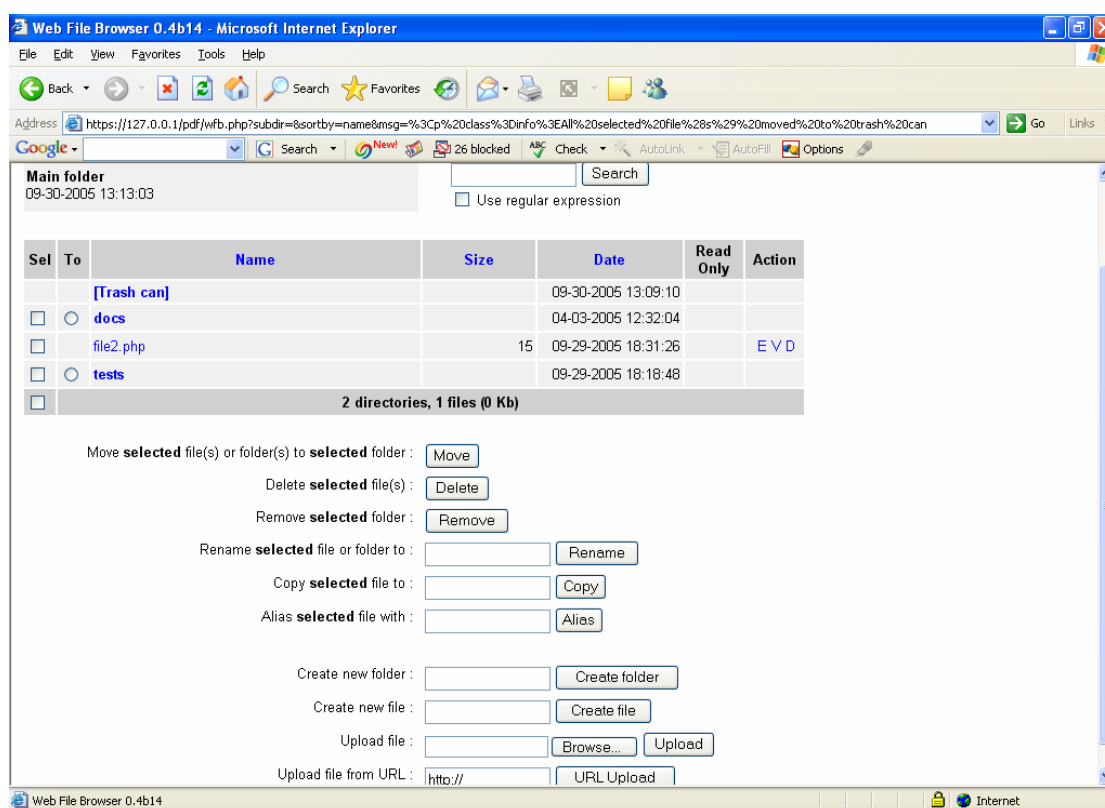 Web File Browser 0.4b14 - Microsoft Internet Explorer
File Edit View Favorites Tools Help
Back Search Favorites
Address https://127.0.0.1/pdf/wfb.php?subdir=&sortby=name&msg=%3Cp%20class%3Dinfo%3EAll%20selected%20file%28s%29%20moved%20to%20trash%20can Go Links
Google G Search New! 26 blocked ABC Check AutoLink AutoFill Options
Main folder Search
09-30-2005 13:13:03 Use regular expression
Sel To Name Size Date Read Only Action
[Trash can] 09-30-2005 13:09:10
docs 04-03-2005 12:32:04
file2.php 15 09-29-2005 18:31:26 E V D
tests 09-29-2005 18:18:48
2 directories, 1 files (0 Kb)
Move selected file(s) or folder(s) to selected folder : Move
Delete selected file(s) : Delete
Remove selected folder : Remove
Rename selected file or folder to : Rename
Copy selected file to : Copy
Alias selected file with : Alias
Create new folder : Create folder
Create new file : Create file
Upload file : Browse... Upload
Upload file from URL : http:// URL Upload
Web File Browser 0.4b14 Internet